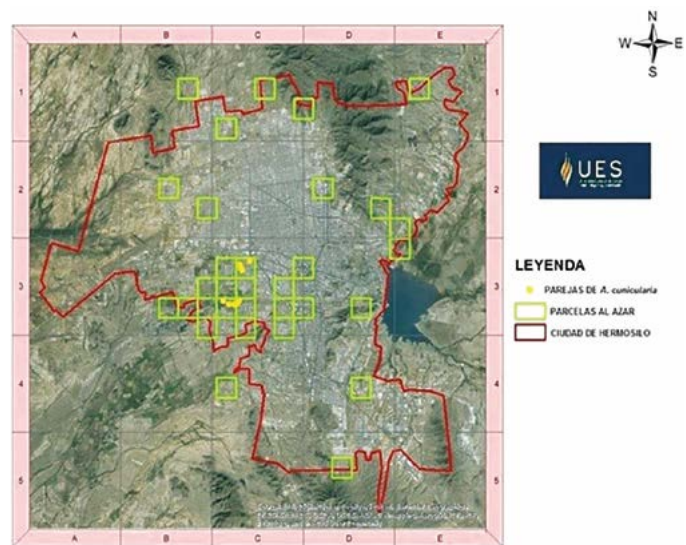 N
W E
S
A B C D E
1 1
2 2
3 3
4 4
5 5
A B C D E
UES
LEYENDA
PAREJAS DE A. cunicularia
PARCELAS AL AZAR
CIUDAD DE HERMOSILO